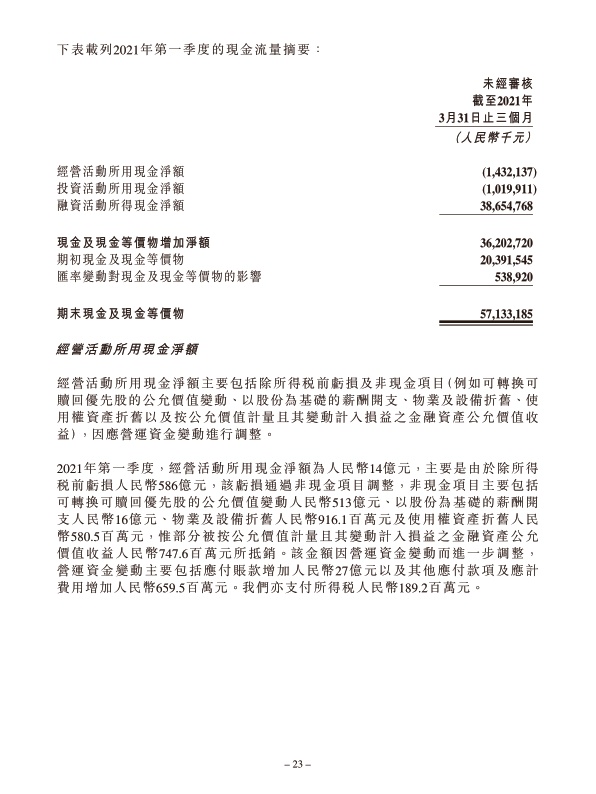 下表載列2021年第一季度的現金流量摘要：
未經審核
截至2021年
3月31日止三個月
（人民幣千元）
經營活動所用現金淨額 (1,432,137)
投資活動所用現金淨額 (1,019,911)
融資活動所得現金淨額 38,654,768
現金及現金等價物增加淨額 36,202,720
期初現金及現金等價物 20,391,545
匯率變動對現金及現金等價物的影響 538,920
期末現金及現金等價物 57,133,185
經營活動所用現金淨額
經營活動所用現金淨額主要包括除所得稅前虧損及非現金項目(例如可轉換可
贖回優先股的公允價值變動、以股份為基礎的薪酬開支、物業及設備折舊、使
用權資產折舊以及按公允價值計量且其變動計入損益之金融資產公允價值收
益)，因應營運資金變動進行調整。
2021年第一季度，經營活動所用現金淨額為人民幣14億元，主要是由於除所得
稅前虧損人民幣586億元，該虧損通過非現金項目調整，非現金項目主要包括
可轉換可贖回優先股的公允價值變動人民幣513億元、以股份為基礎的薪酬開
支人民幣16億元、物業及設備折舊人民幣916.1百萬元及使用權資產折舊人民
幣580.5百萬元，惟部分被按公允價值計量且其變動計入損益之金融資產公允
價值收益人民幣747.6百萬元所抵銷。該金額因營運資金變動而進一步調整，
營運資金變動主要包括應付賬款增加人民幣27億元以及其他應付款項及應計
費用增加人民幣659.5百萬元。我們亦支付所得稅人民幣189.2百萬元。
– 23 –